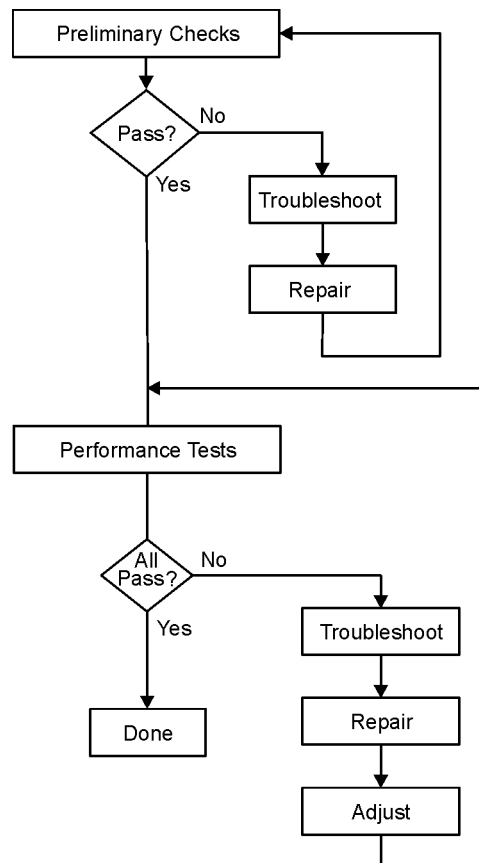 Preliminary Checks
Pass?
No
Yes
Troubleshoot
Repair
Performance Tests
All
Pass?
No
Yes
Troubleshoot
Done
Repair
Adjust